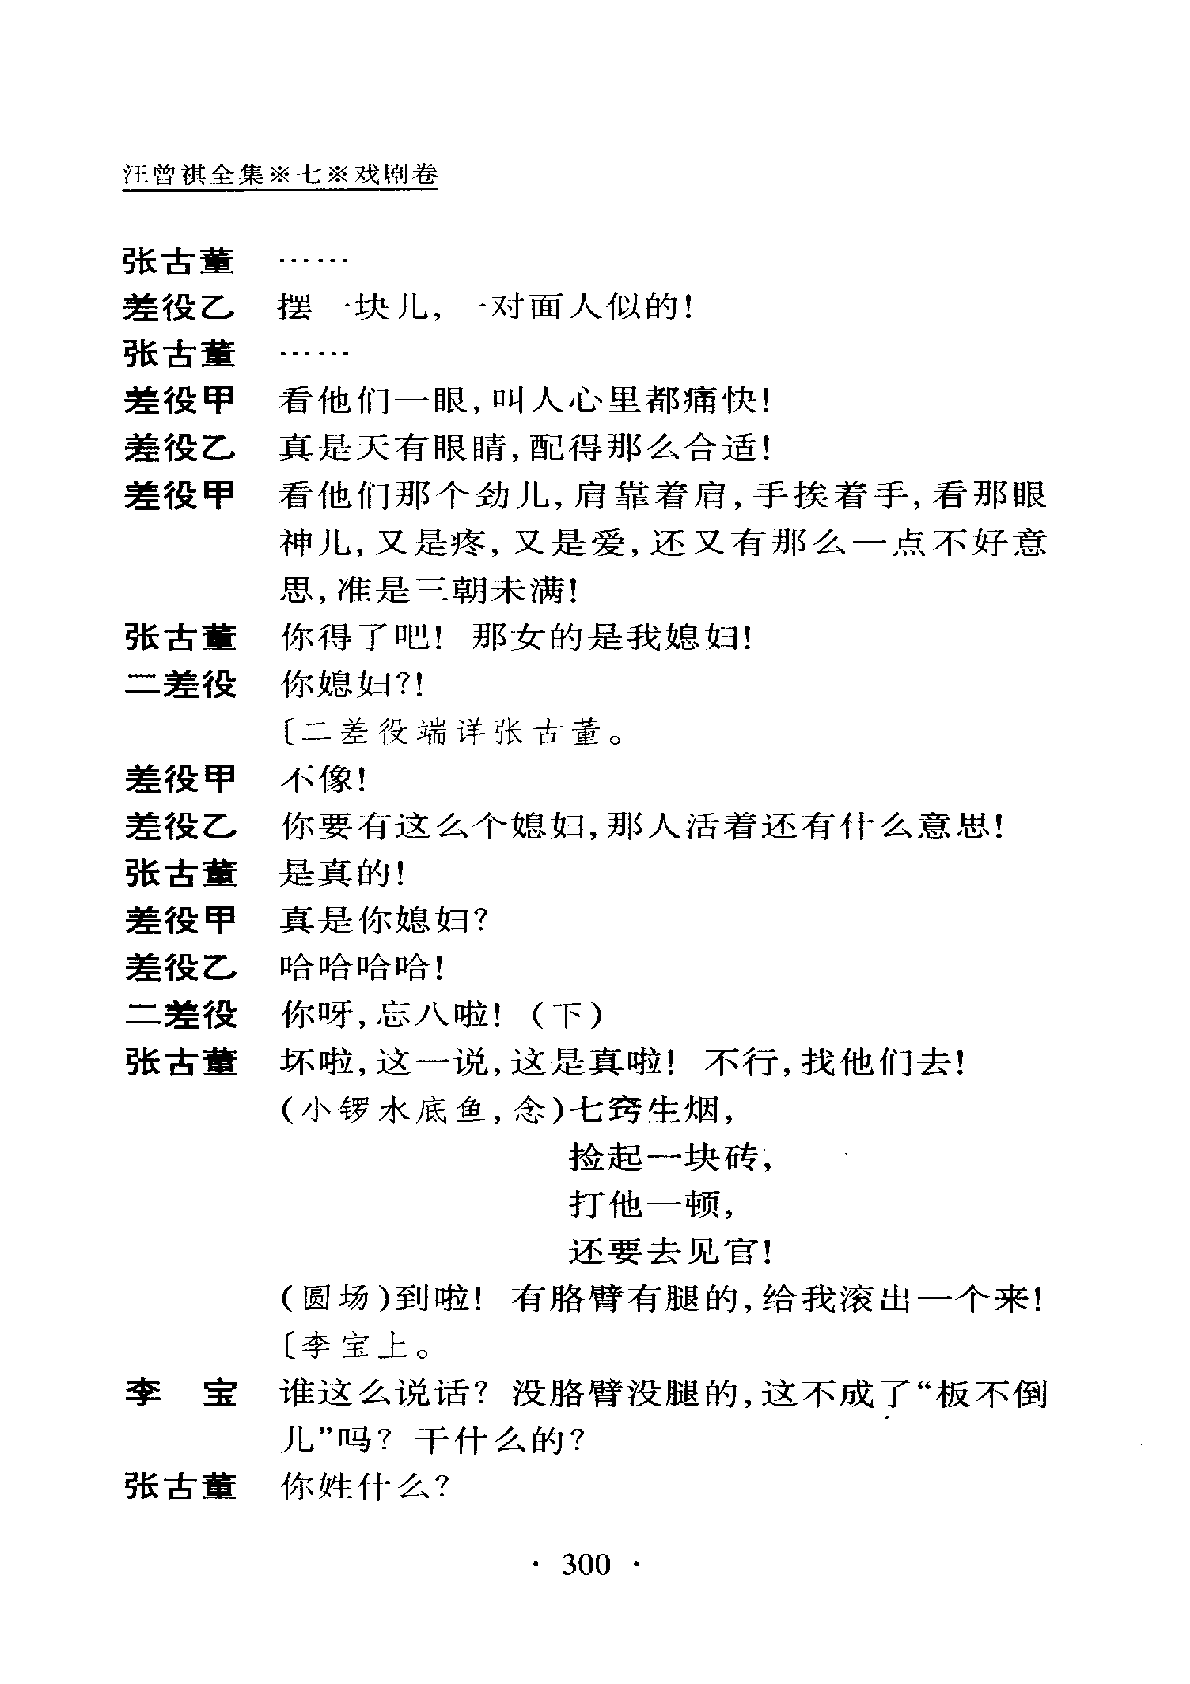 汪曾祺全集※七※戏剧卷
张古董　……
差役乙　摆一块儿，一对面人似的！
张古董　……
差役甲　看他们一眼，叫人心里都痛快！
差役乙　真是天有眼睛，配得那么合适！
差役甲　看他们那个劲儿，肩靠着肩，手挨着手，看那眼
神儿，又是疼，又是爱，还又有那么一点不好意
思，准是三朝未满！
张古董　你得了吧！那女的是我媳妇！
二差役　你媳妇？！
〔二差役端详张古董。
差役甲　不像！
差役乙　你要有这么个媳妇，那人活着还有什么意思！
张古董　是真的！
差役甲　真是你媳妇？
差役乙　哈哈哈哈！
二差役　你呀，忘八啦！（下）
张古董　坏啦，这一说，这是真啦！不行，找他们去！
（小锣水底鱼，念）七窍生烟，
捡起一块砖，
打他一顿，
还要去见官！
（圆场）到啦！有胳臂有腿的，给我滚出一个来！
〔李宝上。
李　宝　谁这么说话？没胳臂没腿的，这不成了“板不倒
儿”吗？干什么的？
张古董　你姓什么？
· 300 ·